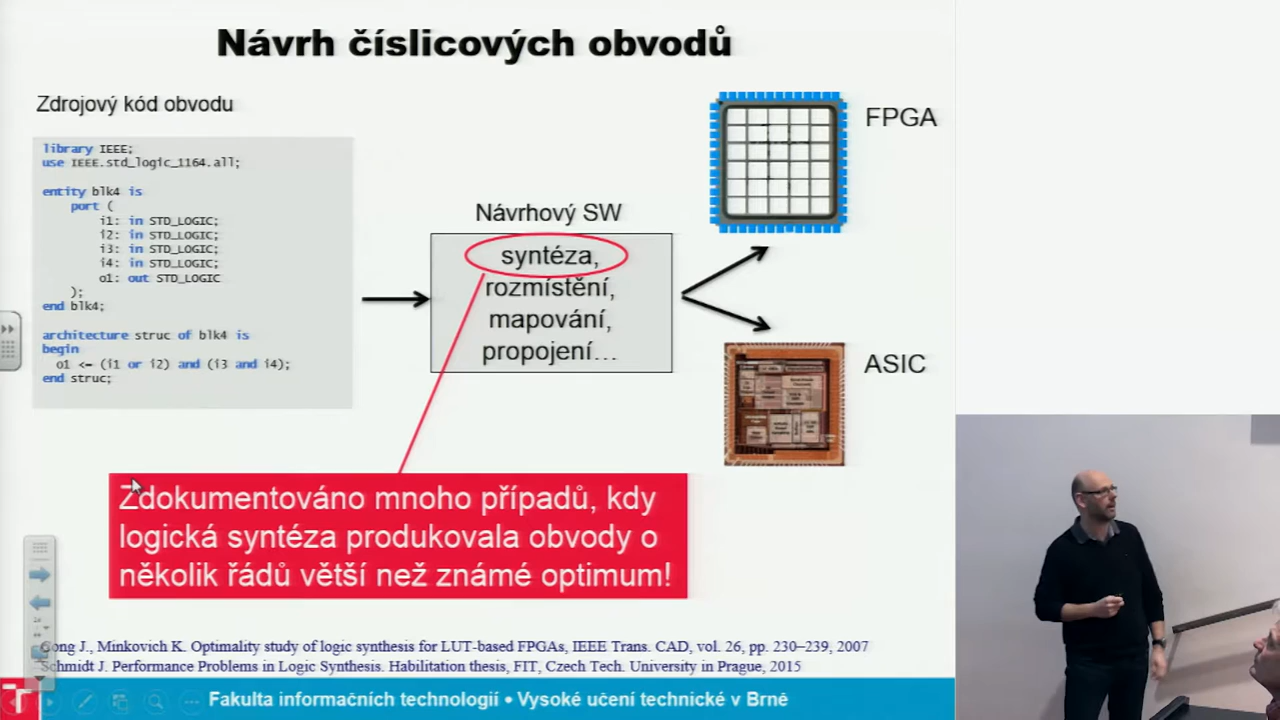 Návrh číslicových obvodů
Zdrojový kód obvodu
library IEEE;
use IEEE.std_logic_1164.all;
entity blk4 is
port (
i1: in STD_LOGIC;
i2: in STD_LOGIC;
i3: in STD_LOGIC;
i4: in STD_LOGIC;
o1: out STD_LOGIC
);
end blk4;
architecture struc of blk4 is
begin
o1 <= (i1 or i2) and (i3 and i4);
end struc;
Návrhový SW
syntéza,
rozmístění,
mapování,
propojení...
FPGA
ASIC
Zdokumentováno mnoho případů, kdy
logická syntéza produkovala obvody o
několik řádů větší než známé optimum!
Cong J., Minkovich K. Optimality study of logic synthesis for LUT-based FPGAs, IEEE Trans. CAD, vol. 26, pp. 230–239, 2007
Schmidt J. Performance Problems in Logic Synthesis. Habilitation thesis, FIT, Czech Tech. University in Prague, 2015
Fakulta informačních technologií • Vysoké učení technické v Brně